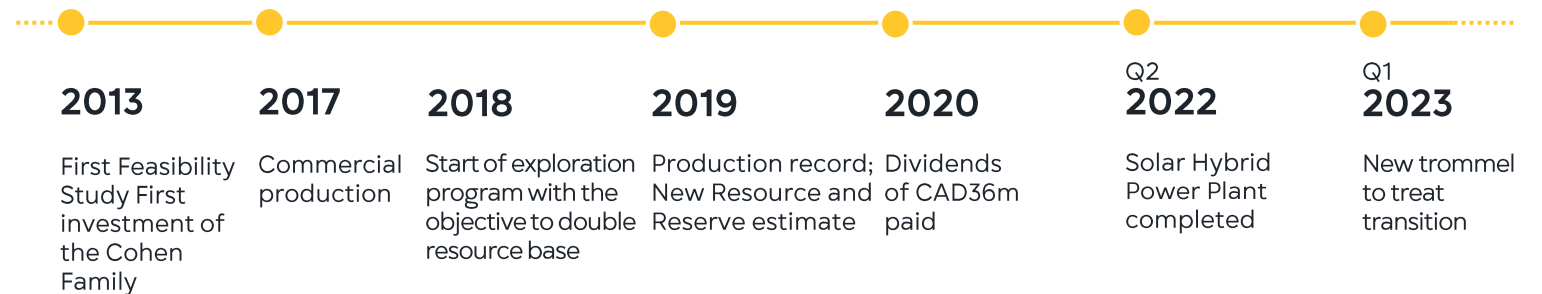 2013
First Feasibility
Study First
investment of
the Cohen
Family
2017
Commercial
production
2018
Start of exploration
program with the
objective to double
resource base
2019
Production record;
New Resource and
Reserve estimate
2020
Dividends
of CAD36m
paid
Q2
2022
Solar Hybrid
Power Plant
completed
Q1
2023
New trommel
to treat
transition